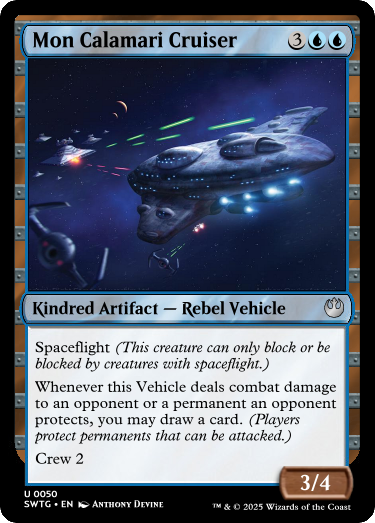 Mon Calamari Cruiser 3
Kindred Artifact — Rebel Vehicle
Spaceflight (This creature can only block or be
blocked by creatures with spaceflight.)
Whenever this Vehicle deals combat damage
to an opponent or a permanent an opponent
protects, you may draw a card. (Players
protect permanents that can be attacked.)
Crew 2
3/4
U 0050
SWTG • EN Anthony Devine
™ & © 2025 Wizards of the Coast